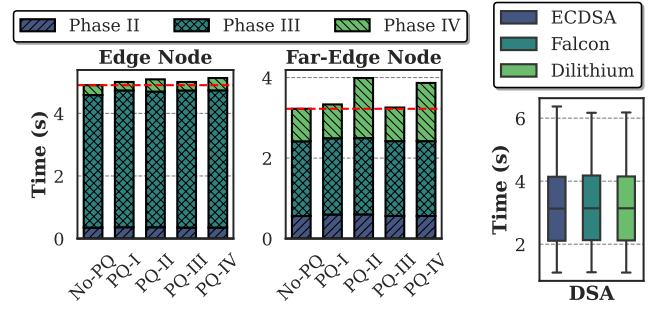 Phase II Phase III Phase IV
Edge Node
Time (s)
4
2
0
No-PQ PQ-I PQ-II PQ-III PQ-IV
Far-Edge Node
4
2
0
No-PQ PQ-I PQ-II PQ-III PQ-IV
ECDSA
Falcon
Dilithium
Time (s)
6
4
2
DSA